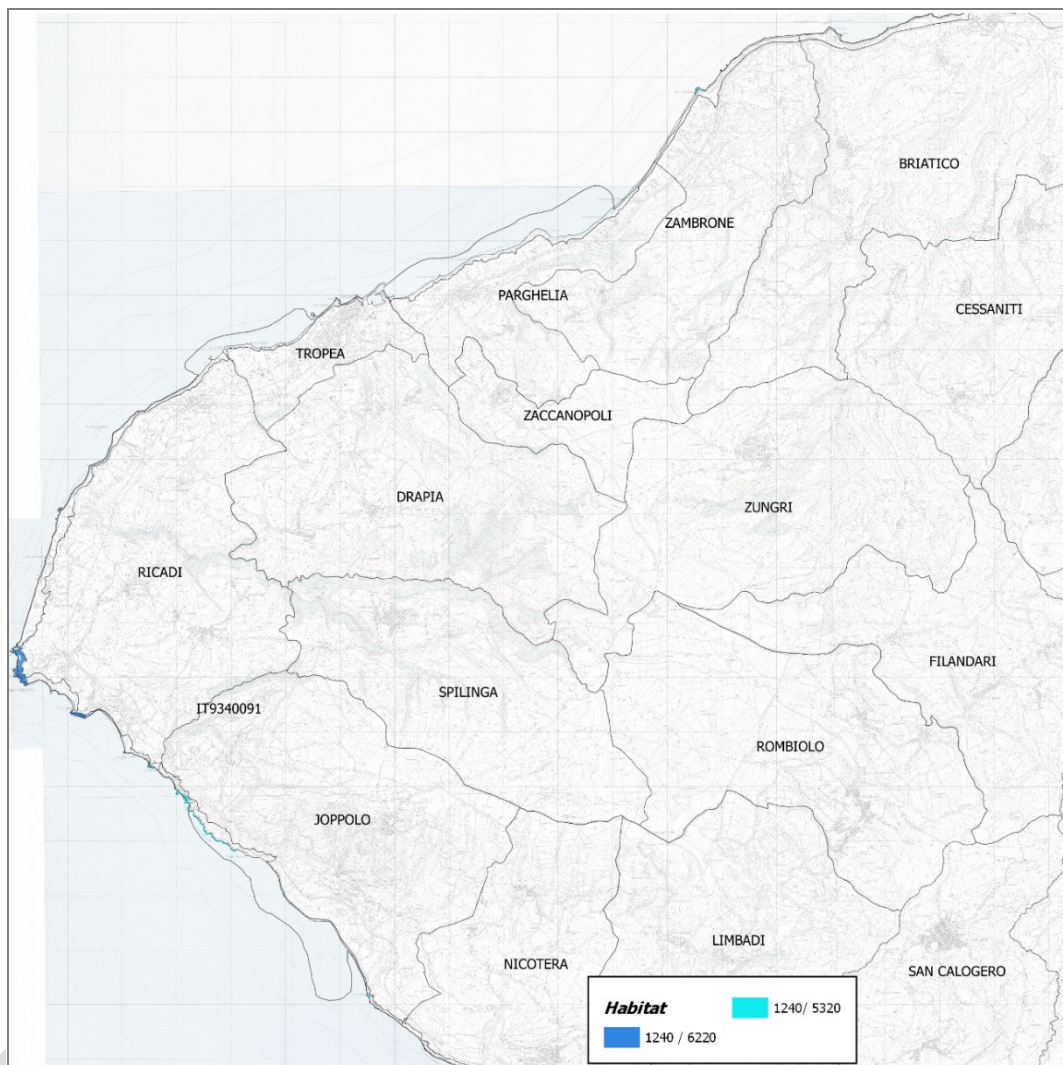 BRIATICO
ZAMBRONE
PARGHELIA
CESSANITI
TROPEA
ZACCANOPOLI
DRAPIA
ZUNGRI
RICADI
FILANDARI
SPILINGA
IT9340091
ROMBIOLO
JOPPOLO
LIMBADI
NICOTERA
SAN CALOGERO
Habitat
1240/ 5320
1240 / 6220